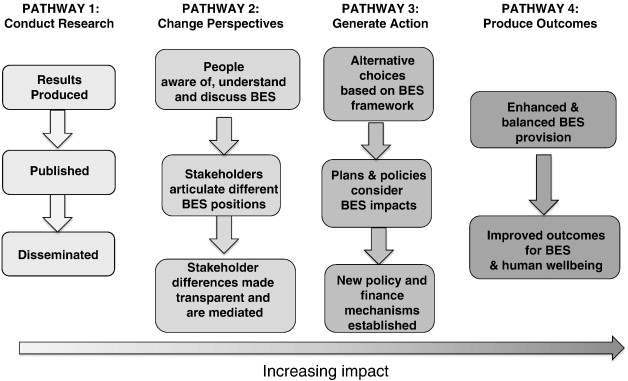 PATHWAY 1:
Conduct Research
Results
Produced
Published
Disseminated
PATHWAY 2:
Change Perspectives
People
aware of, understand
and discuss BES
Stakeholders
articulate different
BES positions
Stakeholder
differences made
transparent and
are mediated
PATHWAY 3:
Generate Action
Alternative
choices
based on BES
framework
Plans & policies
consider
BES impacts
New policy and
finance
mechanisms
established
PATHWAY 4:
Produce Outcomes
Enhanced &
balanced BES
provision
Improved outcomes
for BES
& human wellbeing
Increasing impact